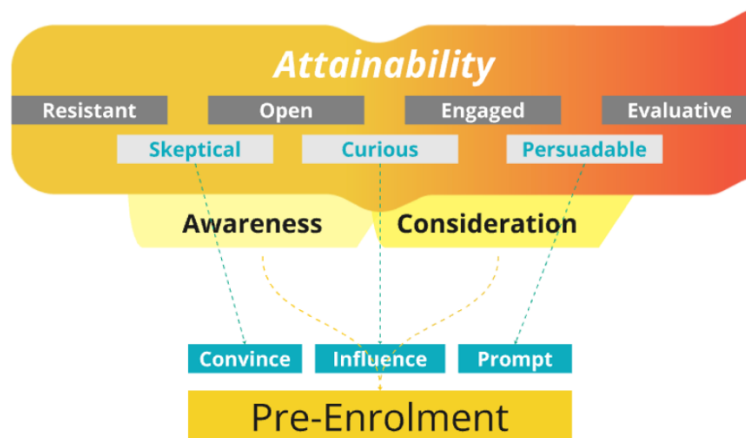 Attainability
Resistant Open Engaged Evaluative
Skeptical Curious Persuadable
Awareness Consideration
Convince Influence Prompt
Pre-Enrolment